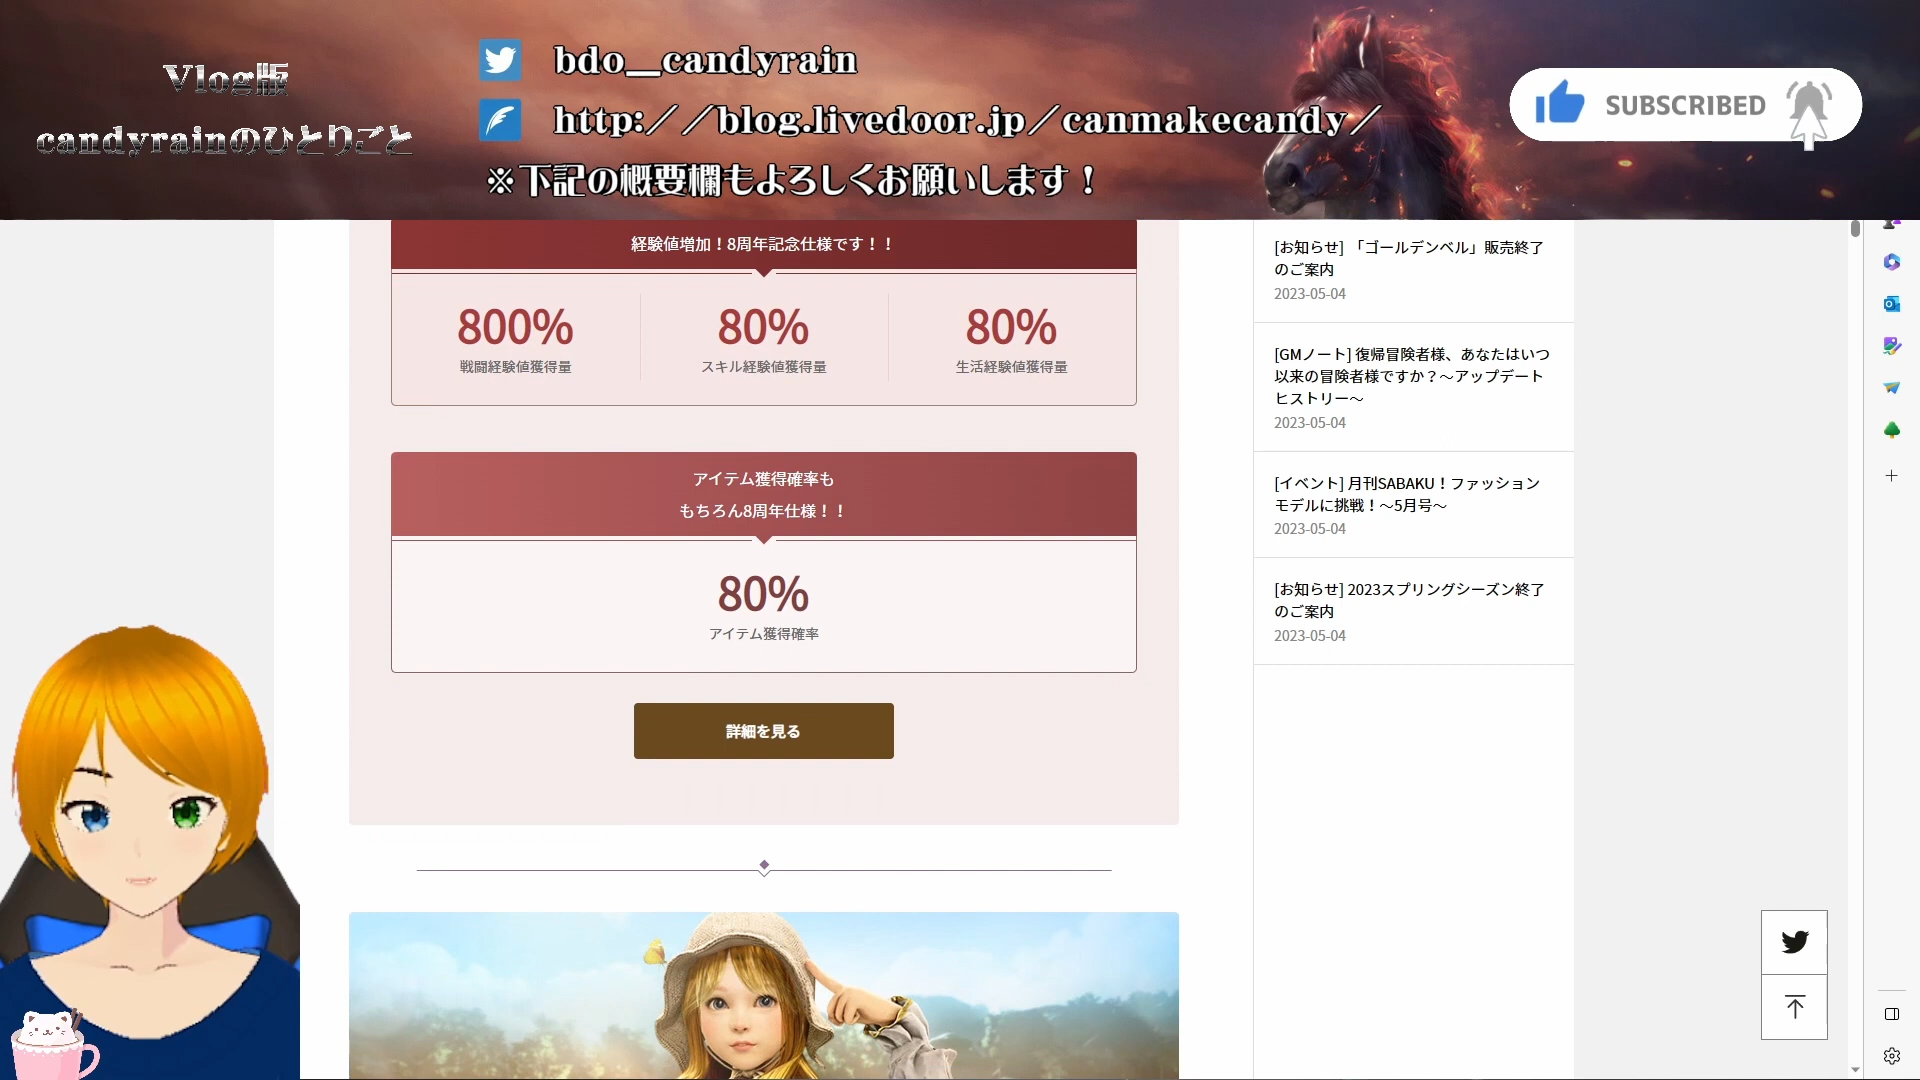 Vlog版
candyrainのひとりごと
bdo__candyrain
http://blog.livedoor.jp/canmakecandy/
※下記の概要欄もよろしくお願いします！
SUBSCRIBED
経験値増加！8周年記念仕様です！！
800%
戦闘経験値獲得量
80%
スキル経験値獲得量
80%
生活経験値獲得量
アイテム獲得確率も
もちろん8周年仕様！！
80%
アイテム獲得確率
詳細を見る
[お知らせ] 「ゴールデンベル」販売終了
のご案内
2023-05-04
[GMノート] 復帰冒険者様、あなたはいつ
以来の冒険者様ですか？～アップデート
ヒストリー～
2023-05-04
[イベント] 月刊SABAKU！ファッション
モデルに挑戦！～5月号～
2023-05-04
[お知らせ] 2023スプリングシーズン終了
のご案内
2023-05-04